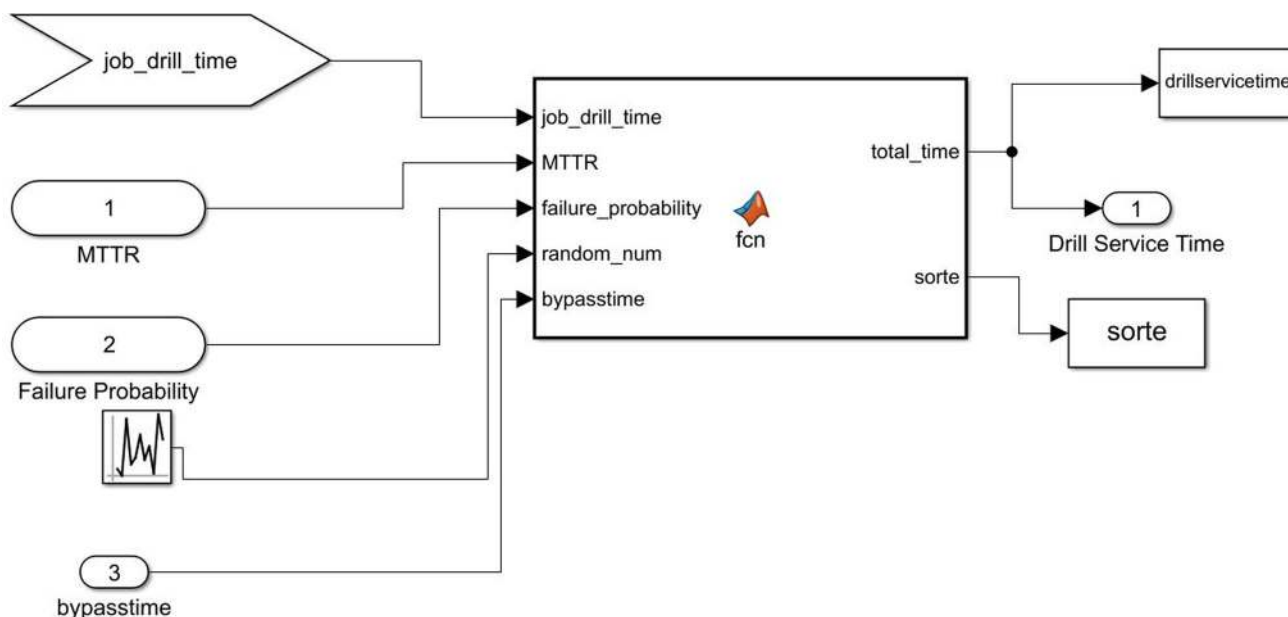 job_drill_time
1
MTTR
2
Failure Probability
3
bypasstime
job_drill_time
MTTR
failure_probability
random_num
bypasstime
fcn
total_time
sorte
drillservicetime
1
Drill Service Time
sorte